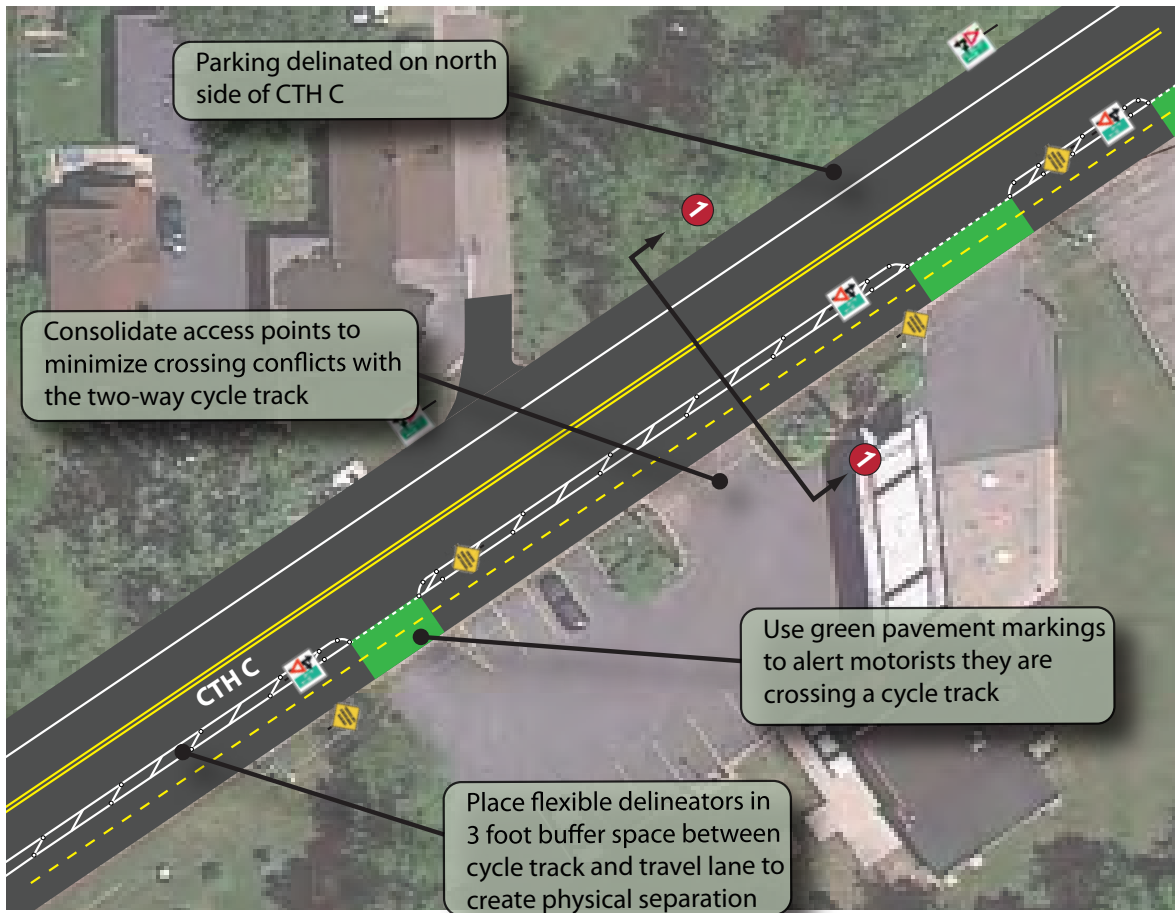 Parking delinated on north
side of CTH C
1
Consolidate access points to
minimize crossing conflicts with
the two-way cycle track
1
Use green pavement markings
to alert motorists they are
crossing a cycle track
CTH C
Place flexible delineators in
3 foot buffer space between
cycle track and travel lane to
create physical separation